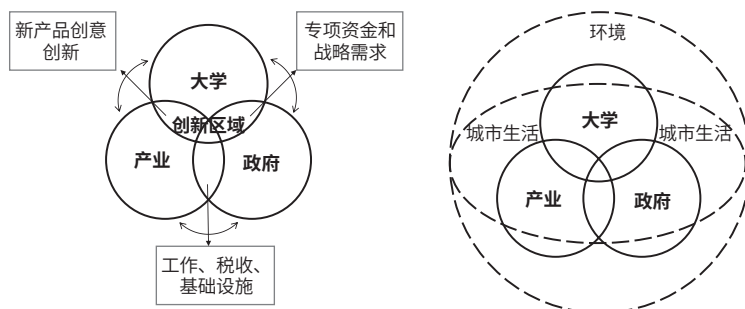 新产品创意
创新
专项资金和
战略需求
大学
创新区域
产业
政府
工作、税收、
基础设施
环境
城市生活
城市生活
大学
产业
政府